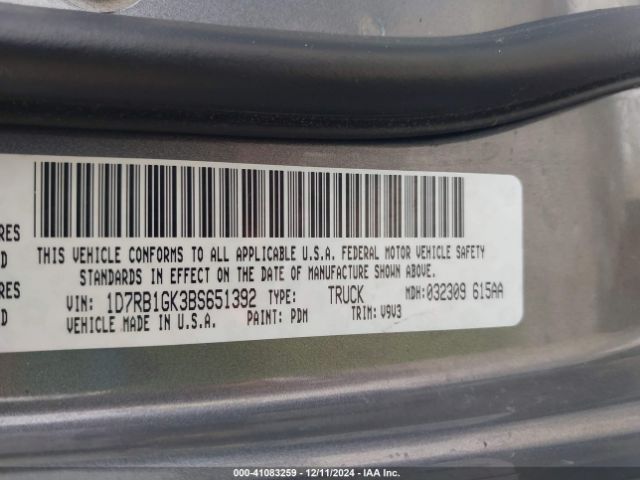 RES
D
RES
D
THIS VEHICLE CONFORMS TO ALL APPLICABLE U.S.A. FEDERAL MOTOR VEHICLE SAFETY
STANDARDS IN EFFECT ON THE DATE OF MANUFACTURE SHOWN ABOVE.
VIN: 1D7RB1GK3BS651392 TYPE: TRUCK MDH:032309 615AA
VEHICLE MADE IN U.S.A. PAINT: PDM TRIM: V9V3
000-41083259 - 12/11/2024 - IAA Inc.